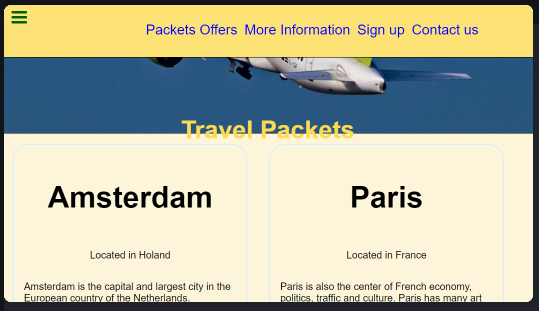 Packets Offers More Information Sign up Contact us
Travel Packets
Amsterdam
Paris
Located in Holand
Located in France
Amsterdam is the capital and largest city in the
European country of the Netherlands.
Paris is also the center of French economy,
politics, traffic and culture. Paris has many art